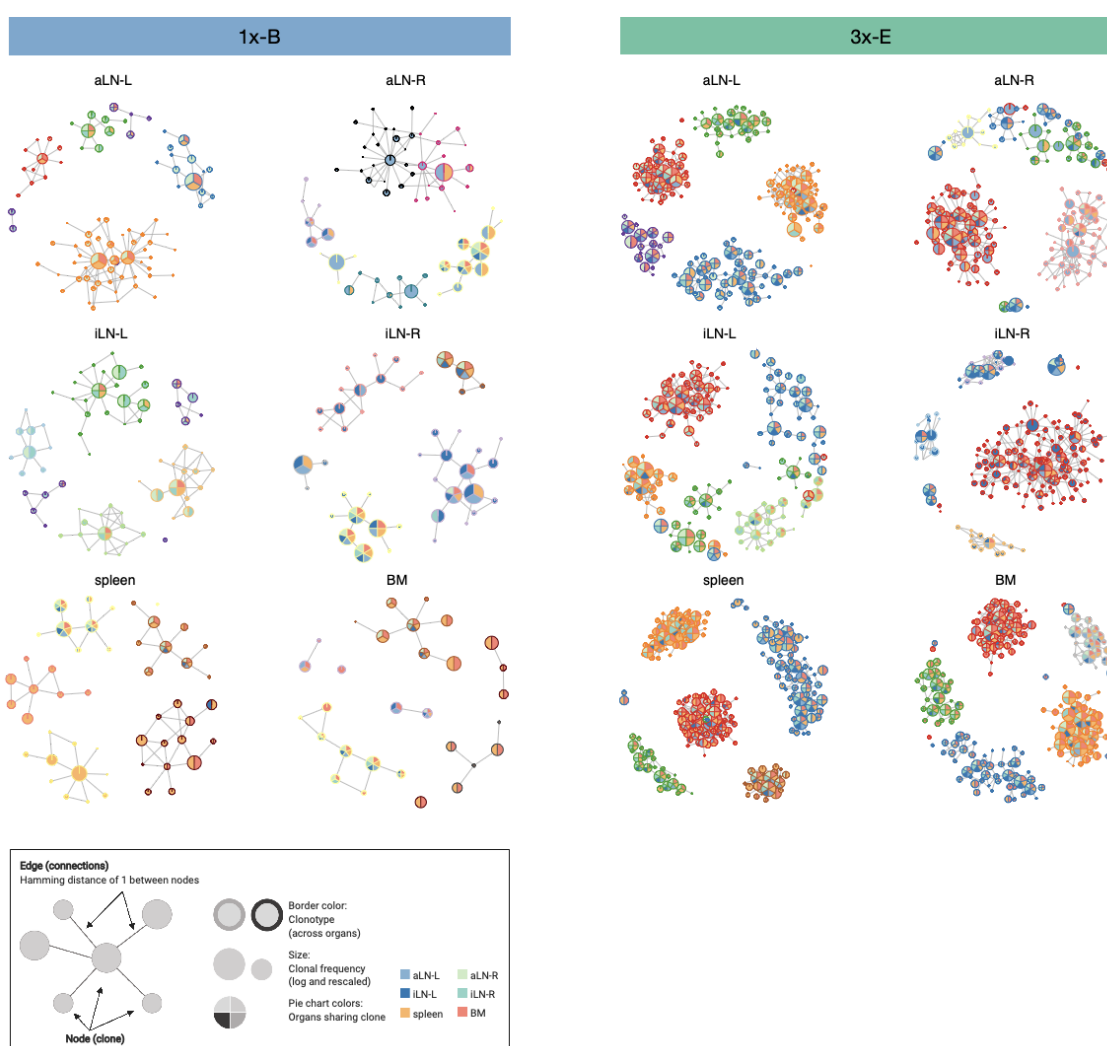 1x-B
3x-E
aLN-L
aLN-R
aLN-L
aLN-R
iLN-L
iLN-R
iLN-L
iLN-R
spleen
BM
spleen
BM
Edge (connections)
Hamming distance of 1 between nodes
Node (clone)
Border color:
Clonotype
(across organs)
Size:
Clonal frequency
(log and rescaled)
Pie chart colors:
Organs sharing clone
aLN-L
aLN-R
iLN-L
iLN-R
spleen
BM